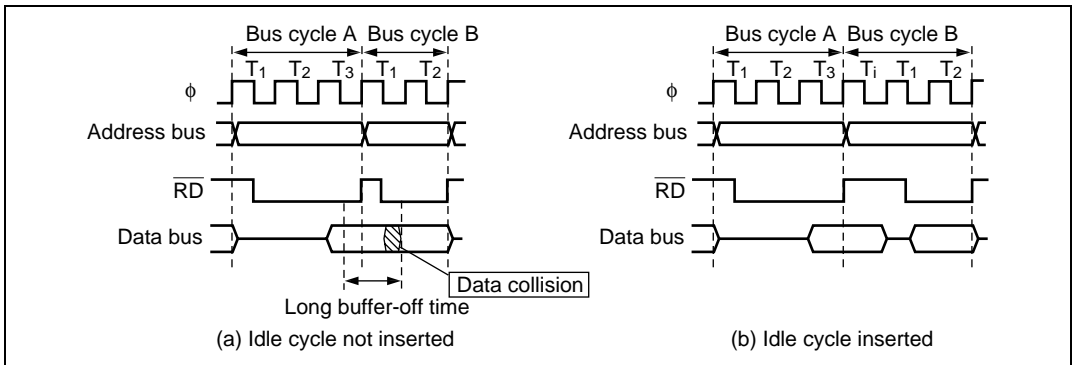 Bus cycle A Bus cycle B
T1 T2 T3 T1 T2
ϕ
Address bus
RD
Data bus
Data collision
Long buffer-off time
(a) Idle cycle not inserted
Bus cycle A Bus cycle B
T1 T2 T3 Ti T1 T2
ϕ
Address bus
RD
Data bus
(b) Idle cycle inserted